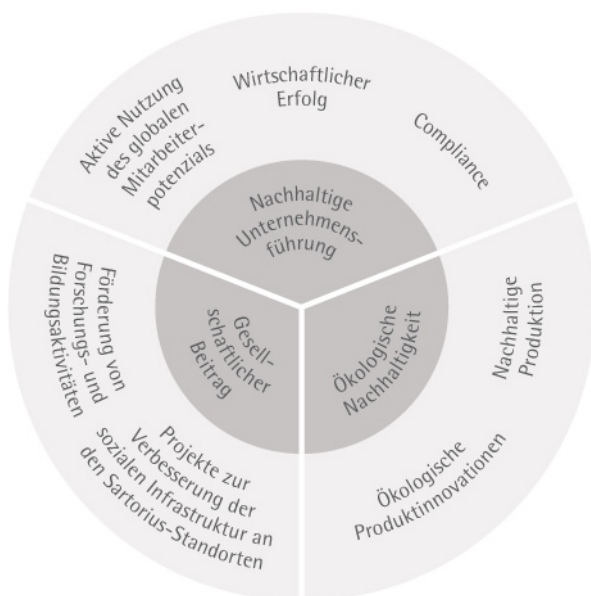 Aktive Nutzung
des globalen
Mitarbeiter-
potenzials
Wirtschaftlicher
Erfolg
Compliance
Nachhaltige
Unternehmens-
führung
Förderung von
Forschungs- und
Bildungsaktivitäten
Gesell-
schaftlicher
Beitrag
Projekte zur
Verbesserung der
sozialen Infrastruktur an
den Sartorius-Standorten
Ökologische
Nachhaltigkeit
Nachhaltige
Produktion
Ökologische
Produktinnovationen